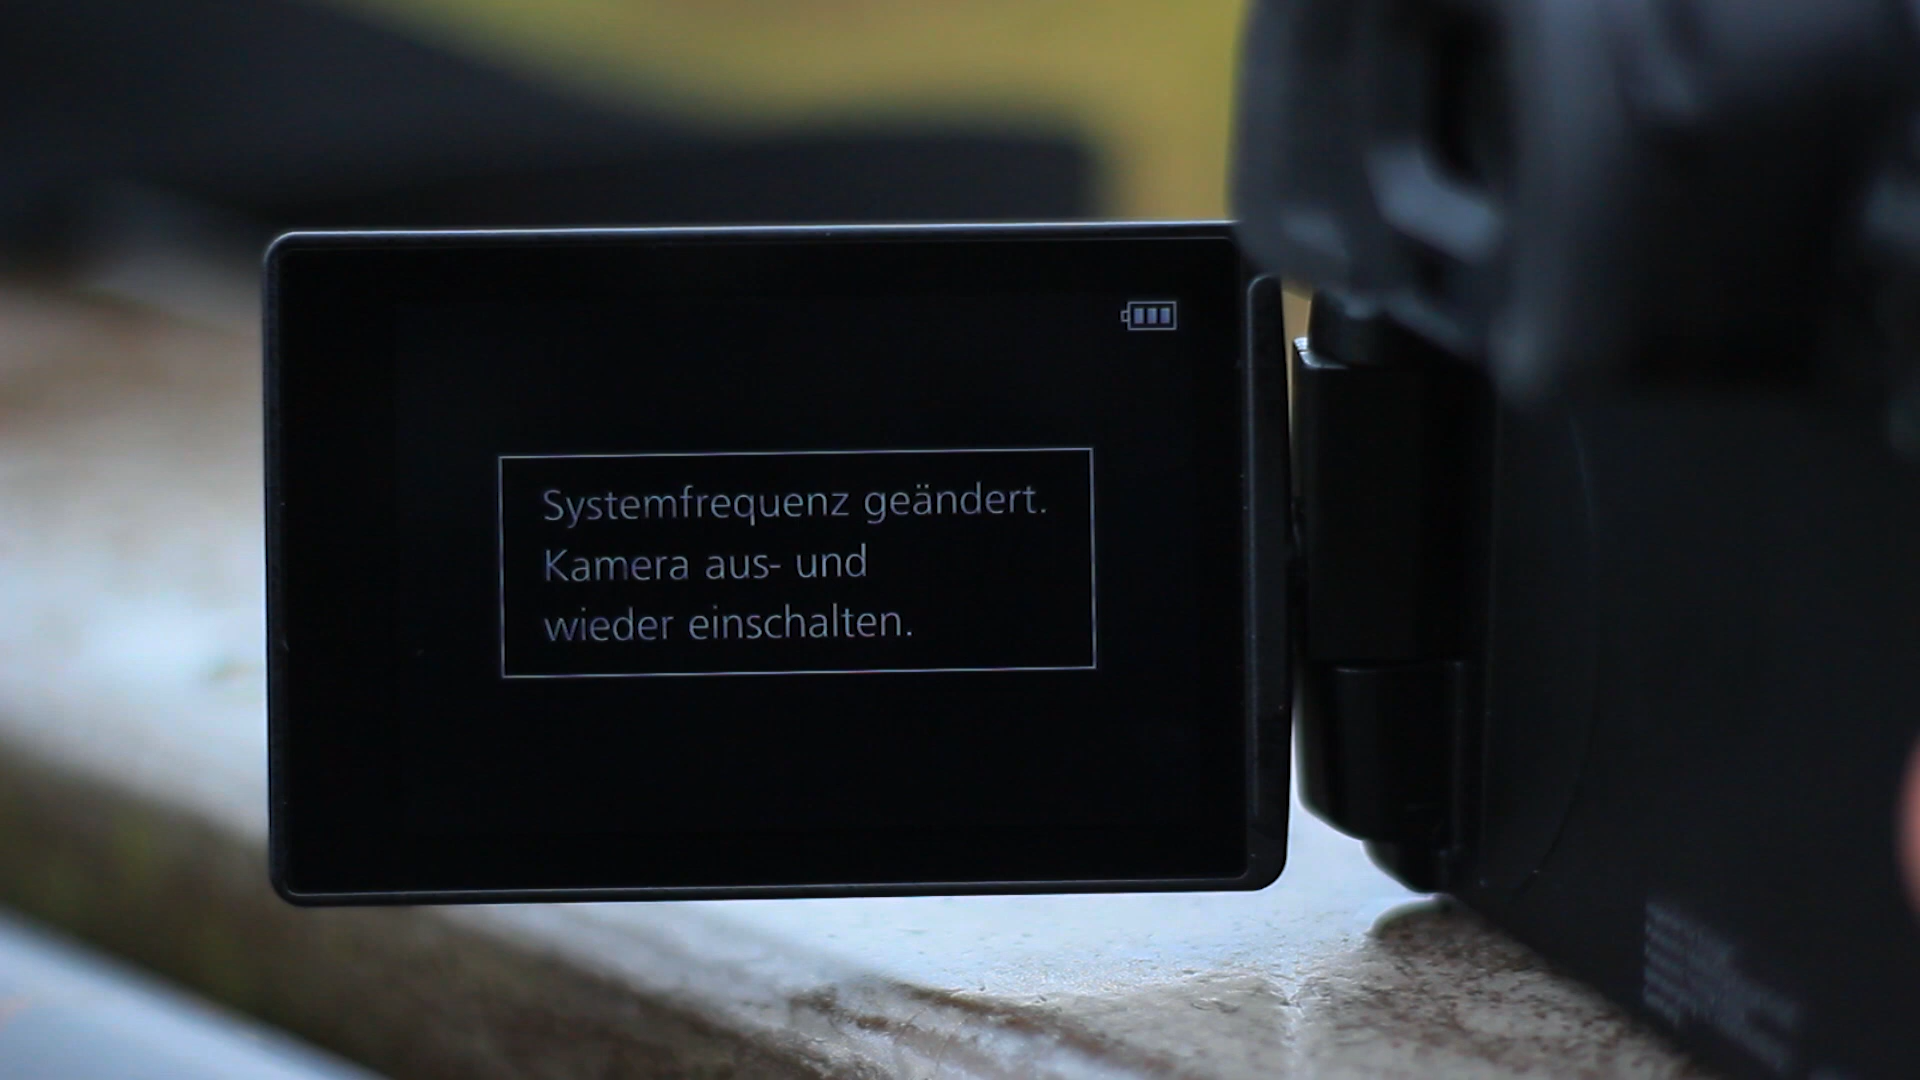 Systemfrequenz geändert.
Kamera aus- und
wieder einschalten.